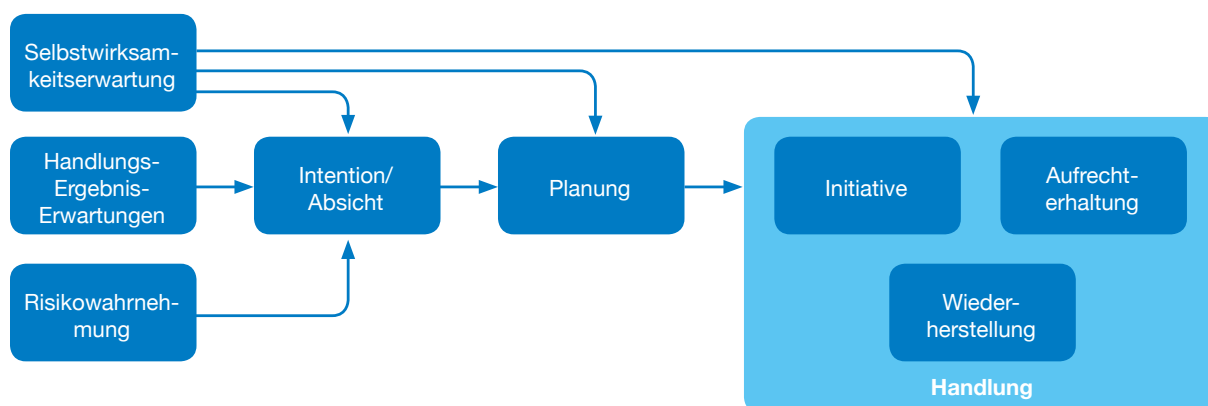 Selbstwirksam-
keitserwartung
Handlungs-
Ergebnis-
Erwartungen
Risikowahrneh-
mung
Intention/
Absicht
Planung
Initiative
Aufrecht-
erhaltung
Wieder-
herstellung
Handlung